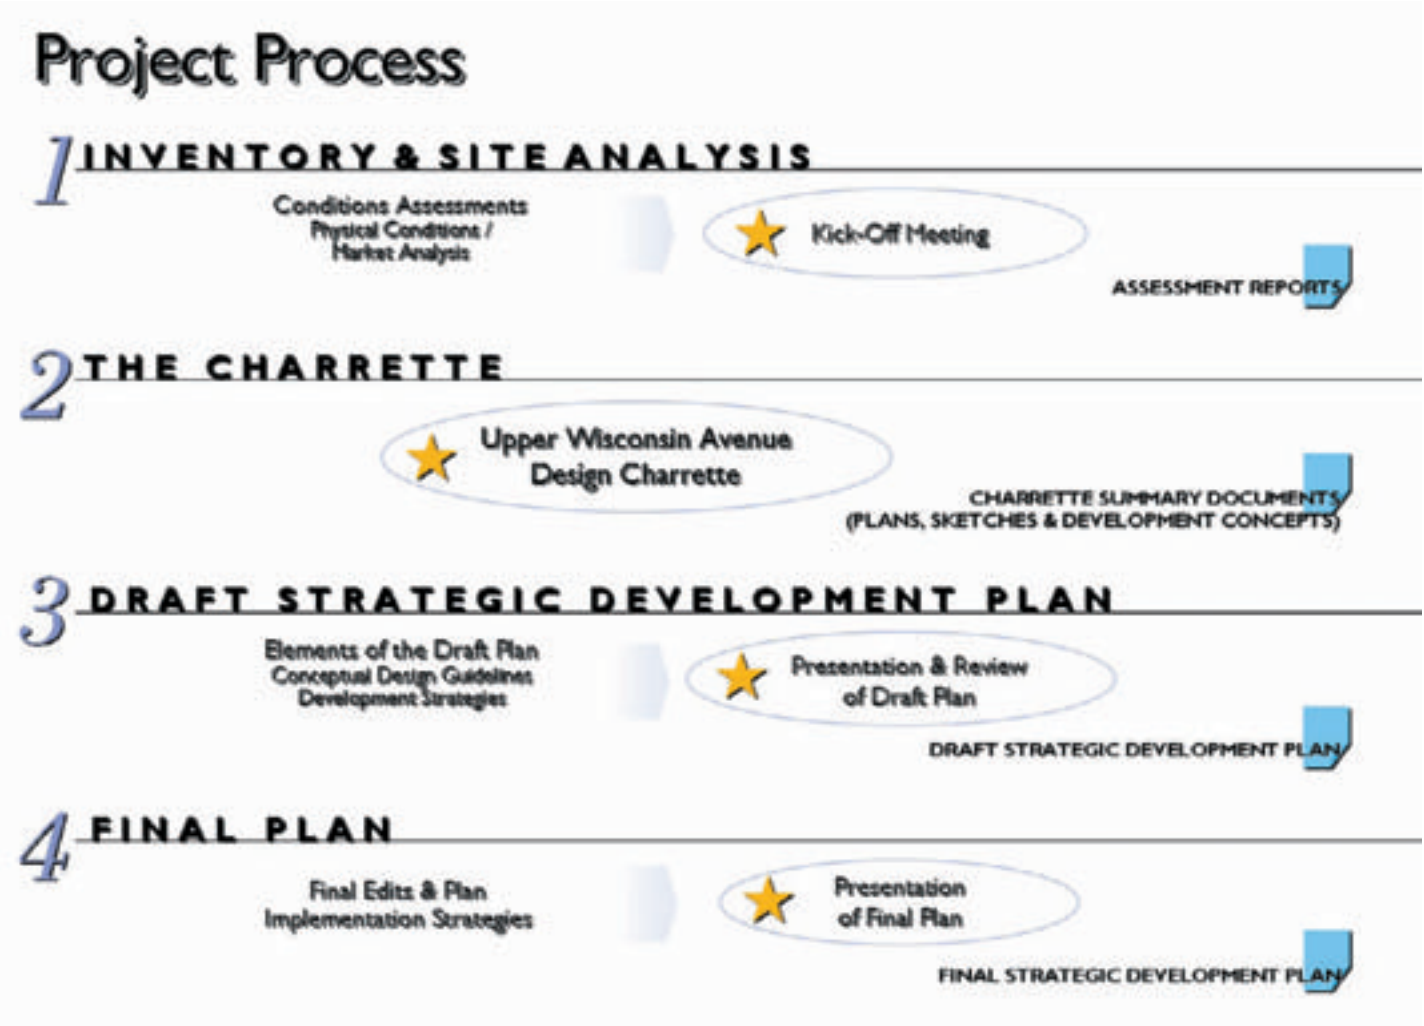 Project Process
1 INVENTORY & SITE ANALYSIS
Conditions Assessments
Physical Conditions /
Market Analysis
Kick-Off Meeting
ASSESSMENT REPORTS
2 THE CHARRETTE
Upper Wisconsin Avenue
Design Charrette
CHARRETTE SUMMARY DOCUMENTS
(PLANS, SKETCHES & DEVELOPMENT CONCEPTS)
3 DRAFT STRATEGIC DEVELOPMENT PLAN
Elements of the Draft Plan
Conceptual Design Guidelines
Development Strategies
Presentation & Review
of Draft Plan
DRAFT STRATEGIC DEVELOPMENT PLAN
4 FINAL PLAN
Final Edits & Plan
Implementation Strategies
Presentation
of Final Plan
FINAL STRATEGIC DEVELOPMENT PLAN